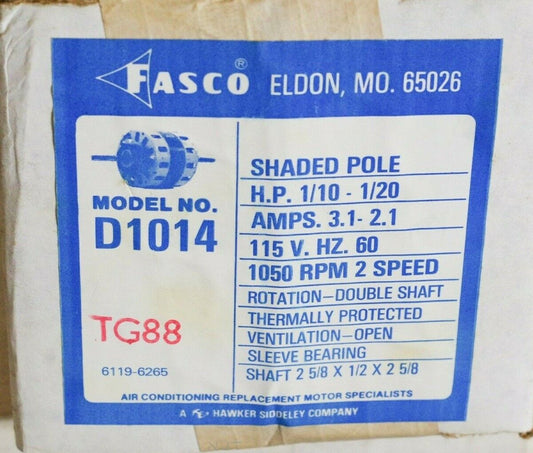 FASCO® ELDON, MO. 65026
MODEL NO.
D1014
TG88
6119-6265
SHADED POLE
H.P. 1/10 - 1/20
AMPS. 3.1- 2.1
115 V. HZ. 60
1050 RPM 2 SPEED
ROTATION—DOUBLE SHAFT
THERMALLY PROTECTED
VENTILATION—OPEN
SLEEVE BEARING
SHAFT 2 5/8 X 1/2 X 2 5/8
AIR CONDITIONING REPLACEMENT MOTOR SPECIALISTS
A HAWKER SIDDELEY COMPANY